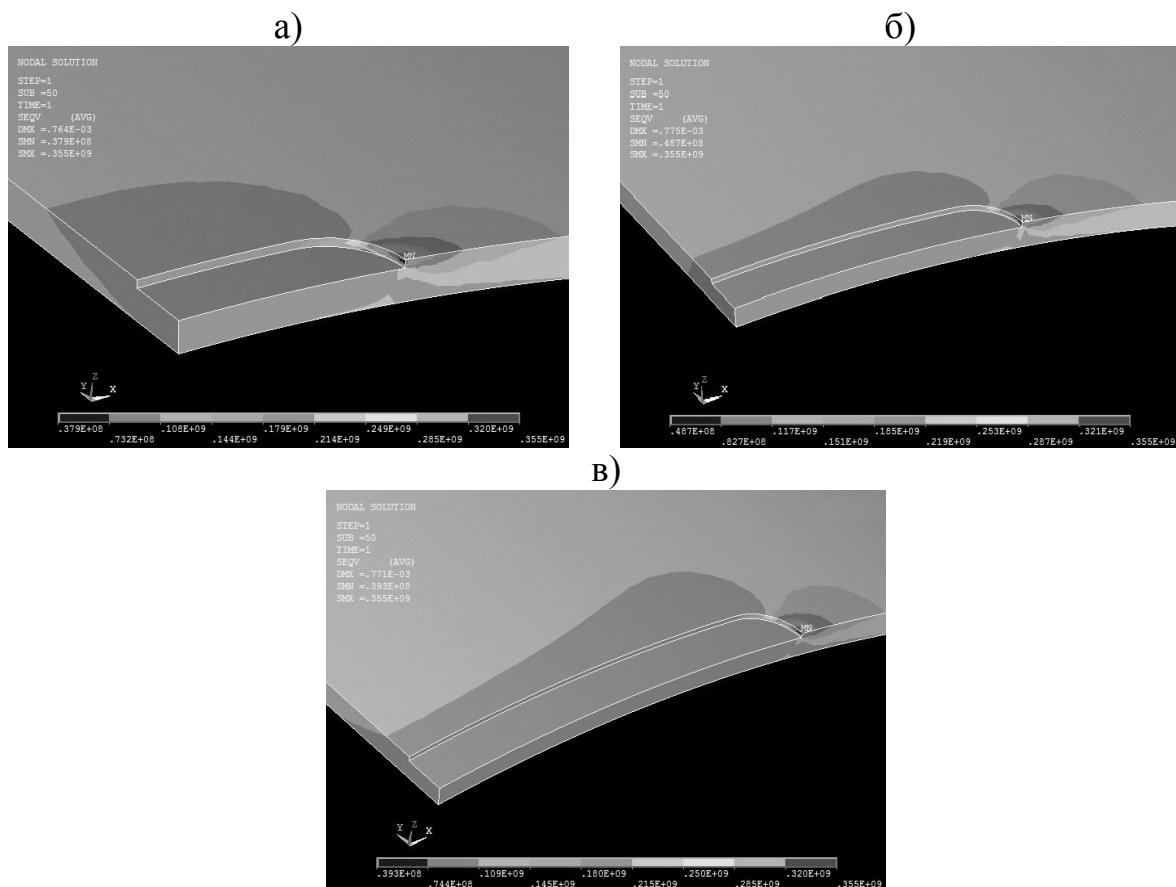 а)
NODAL SOLUTION
STEP=1
SUB =50
TIME=1
SEQV (AVG)
DMX =.764E-03
SMN =.379E+08
SMX =.355E+09
MN
Z
Y X
.379E+08 .108E+09 .179E+09 .249E+09 .320E+09
.732E+08 .144E+09 .214E+09 .285E+09 .355E+09
б)
NODAL SOLUTION
STEP=1
SUB =50
TIME=1
SEQV (AVG)
DMX =.775E-03
SMN =.487E+08
SMX =.355E+09
MN
Z
Y X
.487E+08 .117E+09 .185E+09 .253E+09 .321E+09
.827E+08 .151E+09 .219E+09 .287E+09 .355E+09
в)
NODAL SOLUTION
STEP=1
SUB =50
TIME=1
SEQV (AVG)
DMX =.771E-03
SMN =.393E+08
SMX =.355E+09
MN
Y Z X
.393E+08 .109E+09 .180E+09 .250E+09 .320E+09
.744E+08 .145E+09 .215E+09 .285E+09 .355E+09